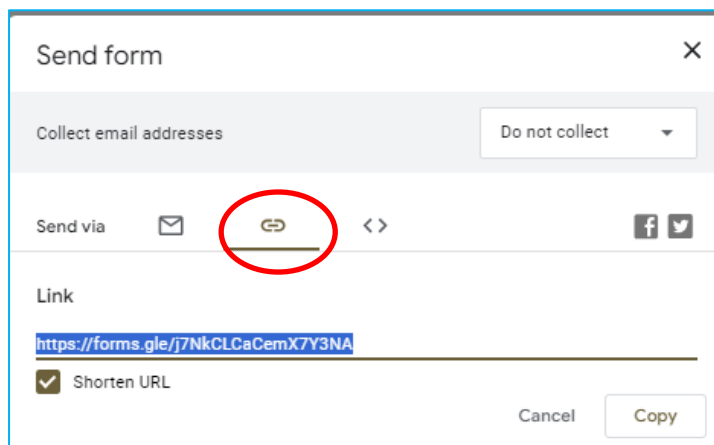 Send form
Collect email addresses Do not collect
Send via
Link
https://forms.gle/j7NkCLCaCemX7Y3NA
Shorten URL
Cancel Copy